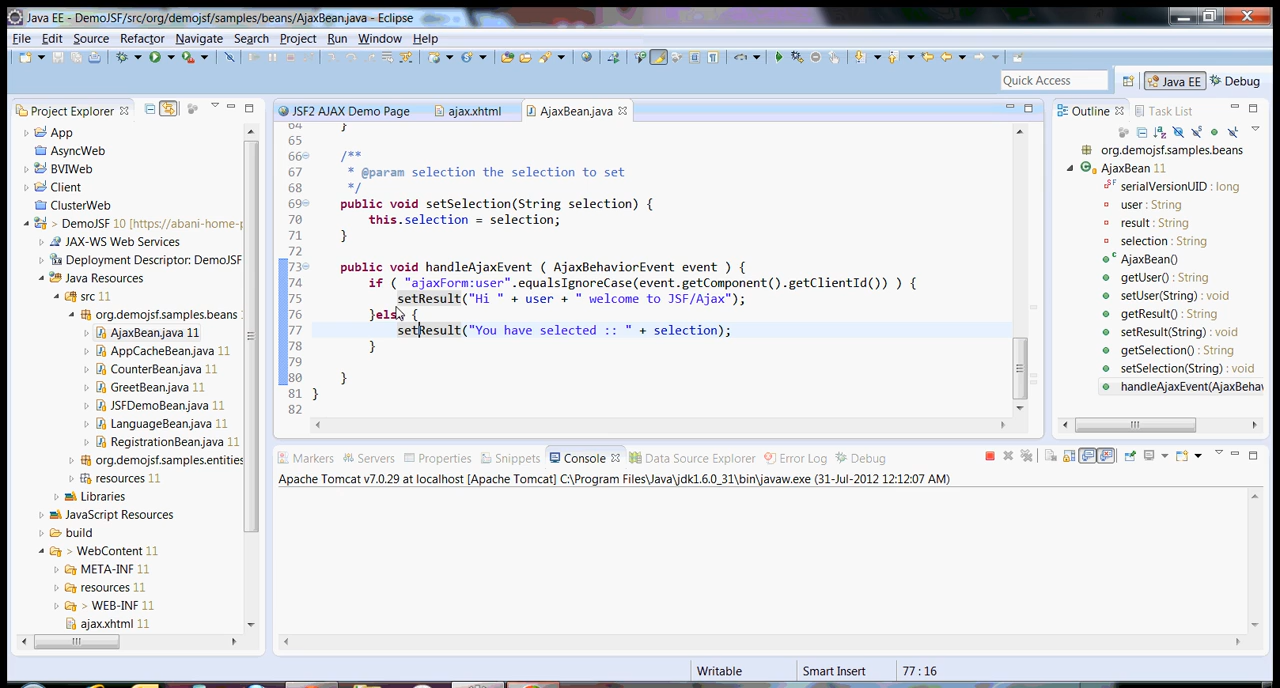 Java EE - DemoJSF/src/org/demojsf/samples/beans/AjaxBean.java - Eclipse
File Edit Source Refactor Navigate Search Project Run Window Help
Quick Access
Java EE
Debug
Project Explorer
App
AsyncWeb
BVIWeb
Client
ClusterWeb
> DemoJSF 10 [https://abani-home-p
JAX-WS Web Services
Deployment Descriptor: DemoJSF
Java Resources
src 11
org.demojsf.samples.beans
AjaxBean.java 11
AppCacheBean.java 11
CounterBean.java 11
GreetBean.java 11
JSFDemoBean.java 11
LanguageBean.java 11
RegistrationBean.java 11
org.demojsf.samples.entities
resources 11
Libraries
JavaScript Resources
build
> WebContent 11
META-INF 11
resources 11
> WEB-INF 11
ajax.xhtml 11
JSF2 AJAX Demo Page
ajax.xhtml
AjaxBean.java
64 }
65
66 /**
67 * @param selection the selection to set
68 */
69 public void setSelection(String selection) {
70 this.selection = selection;
71 }
72
73 public void handleAjaxEvent ( AjaxBehaviorEvent event ) {
74 if ( "ajaxForm:user".equalsIgnoreCase(event.getComponent().getClientId()) ) {
75 setResult("Hi " + user + " welcome to JSF/Ajax");
76 }els {
77 setResult("You have selected :: " + selection);
78 }
79
80 }
81 }
82
Outline
Task List
org.demojsf.samples.beans
AjaxBean 11
serialVersionUID : long
user : String
result : String
selection : String
AjaxBean()
getUser() : String
setUser(String) : void
getResult() : String
setResult(String) : void
getSelection() : String
setSelection(String) : void
handleAjaxEvent(AjaxBeha
Markers
Servers
Properties
Snippets
Console
Data Source Explorer
Error Log
Debug
Apache Tomcat v7.0.29 at localhost [Apache Tomcat] C:\Program Files\Java\jdk1.6.0_31\bin\javaw.exe (31-Jul-2012 12:12:07 AM)
Writable
Smart Insert
77 : 16